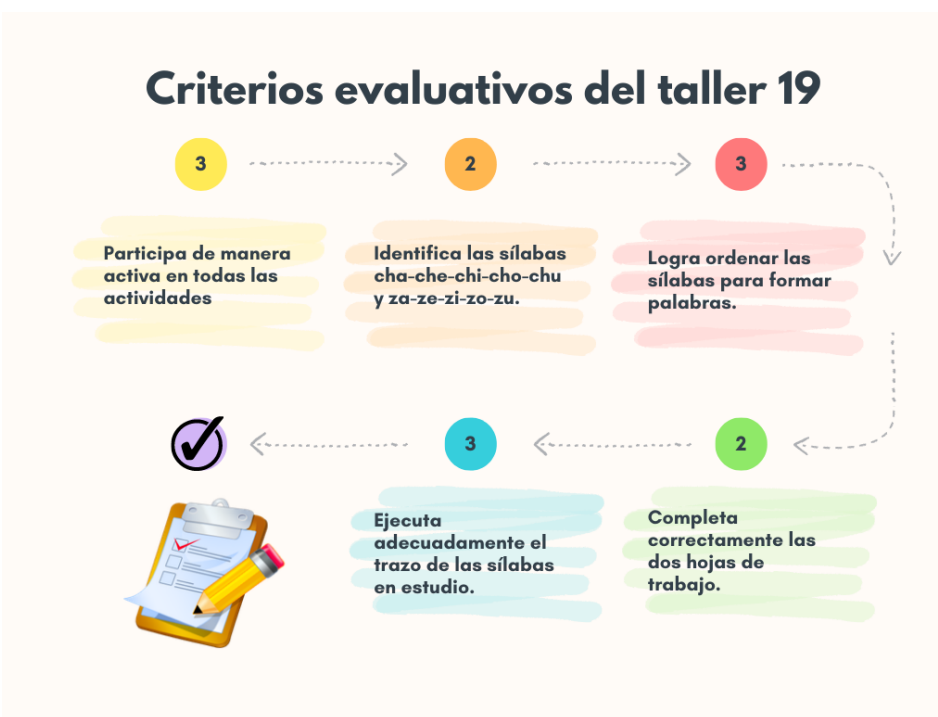 Criterios evaluativos del taller 19
3
2
3
Participa de manera
activa en todas las
actividades
Identifica las sílabas
cha-che-chi-cho-chu
y za-ze-zi-zo-zu.
Logra ordenar las
sílabas para formar
palabras.
2
Completa
correctamente las
dos hojas de
trabajo.
3
Ejecuta
adecuadamente el
trazo de las sílabas
en estudio.